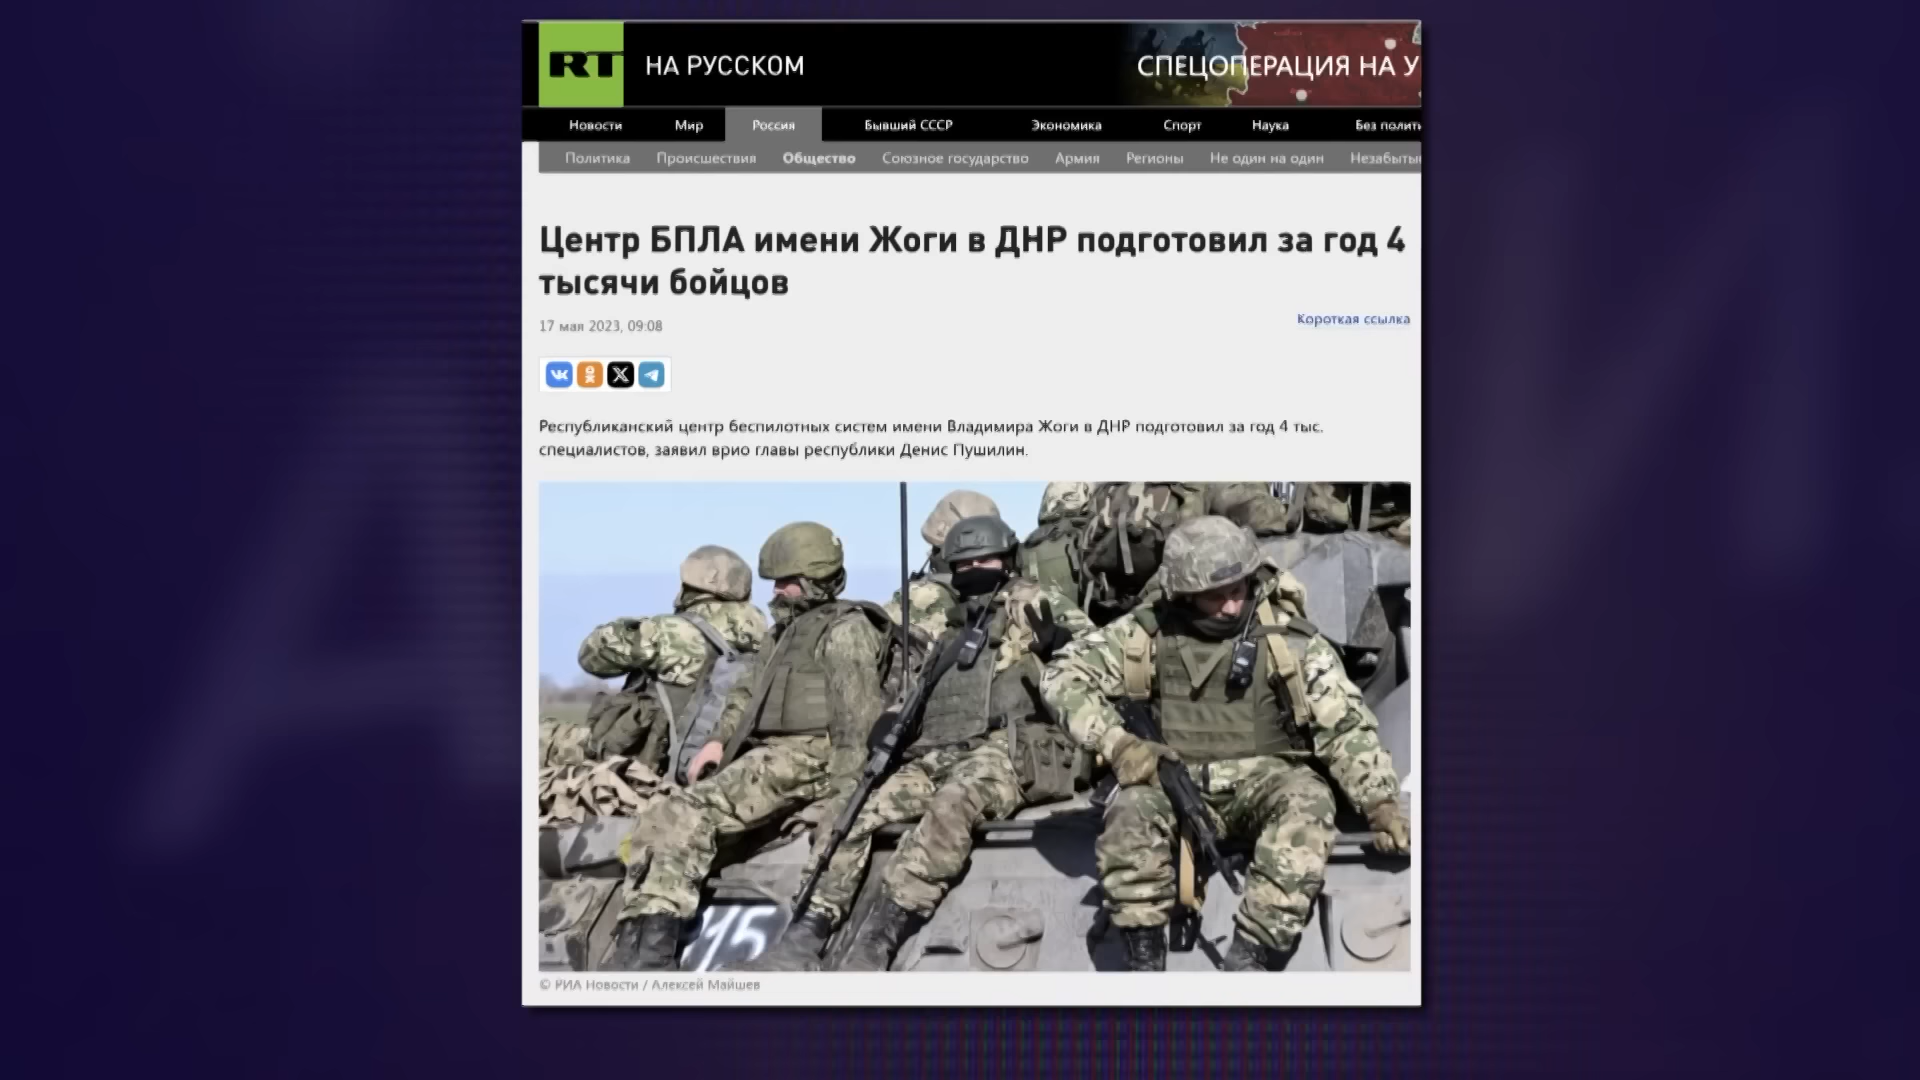 RT НА РУССКОМ
СПЕЦОПЕРАЦИЯ НА У
Новости Мир Россия Бывший СССР Экономика Спорт Наука Без полити
Политика Происшествия Общество Союзное государство Армия Регионы Не один на один Незабытые
Центр БПЛА имени Жоги в ДНР подготовил за год 4
тысячи бойцов
17 мая 2023, 09:08
Короткая ссылка
Республиканский центр беспилотных систем имени Владимира Жоги в ДНР подготовил за год 4 тыс.
специалистов, заявил врио главы республики Денис Пушилин.
115
© РИА Новости / Алексей Майшев